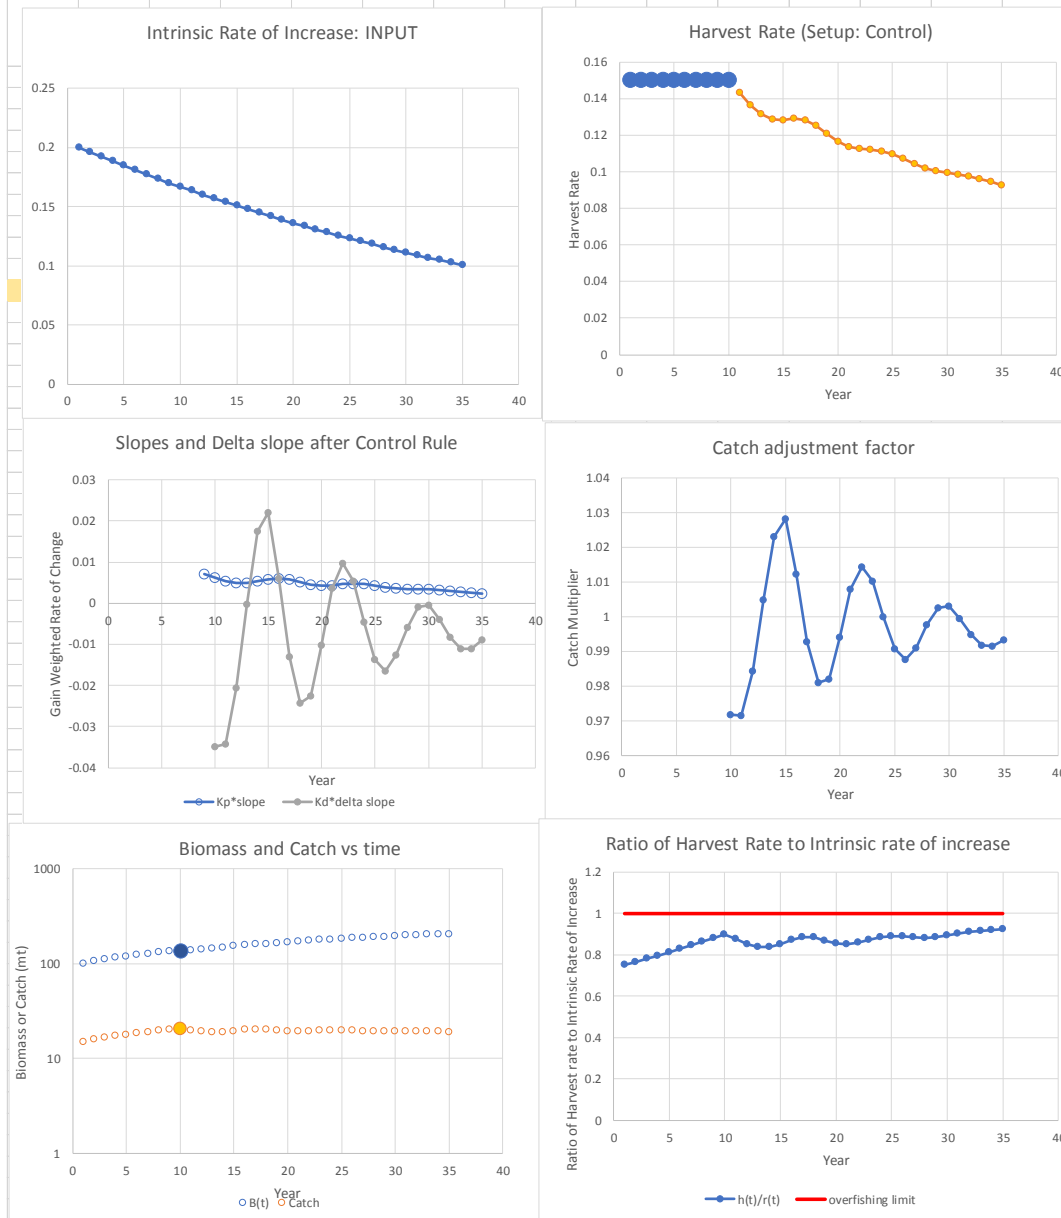 Intrinsic Rate of Increase: INPUT
0.25
0.2
0.15
0.1
0.05
0
0 5 10 15 20 25 30 35 40
Harvest Rate (Setup: Control)
Harvest Rate
0.16
0.14
0.12
0.1
0.08
0.06
0.04
0.02
0
0 5 10 15 20 25 30 35 40
Year
Slopes and Delta slope after Control Rule
Gain Weighted Rate of Change
0.03
0.02
0.01
0
-0.01
-0.02
-0.03
-0.04
0 5 10 15 20 25 30 35 40
Year
Kp*slope Kd*delta slope
Catch adjustment factor
Catch Multiplier
1.04
1.03
1.02
1.01
1
0.99
0.98
0.97
0.96
0 5 10 15 20 25 30 35 40
Year
Biomass and Catch vs time
Biomass or Catch (mt)
1000
100
10
1
0 5 10 15 20 25 30 35 40
Year
B(t) Catch
Ratio of Harvest Rate to Intrinsic rate of increase
Ratio of Harvest rate to Intrinsic Rate of Increase
1.2
1
0.8
0.6
0.4
0.2
0
0 5 10 15 20 25 30 35 40
Year
h(t)/r(t) overfishing limit